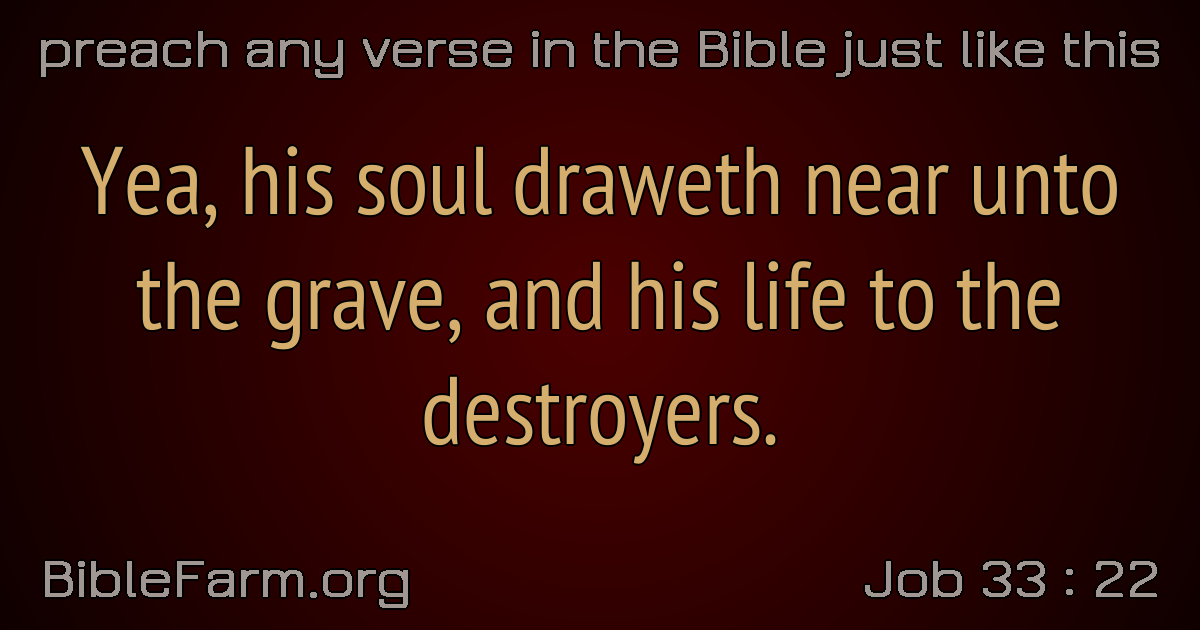 preach any verse in the Bible just like this
Yea, his soul draweth near unto
the grave, and his life to the
destroyers.
BibleFarm.org
Job 33 : 22